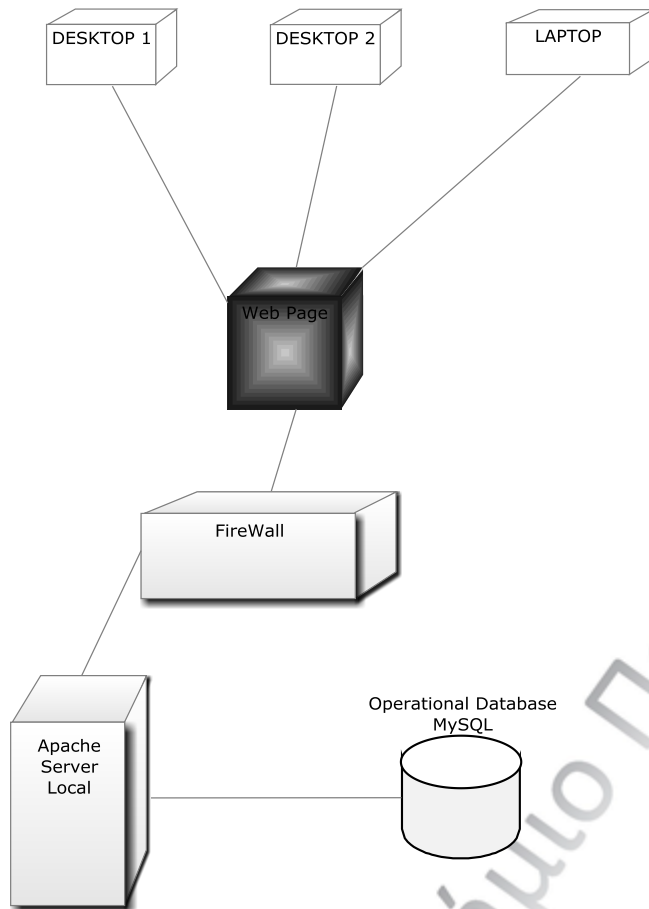 DESKTOP 1
DESKTOP 2
LAPTOP
Web Page
FireWall
Operational Database
MySQL
Apache
Server
Local